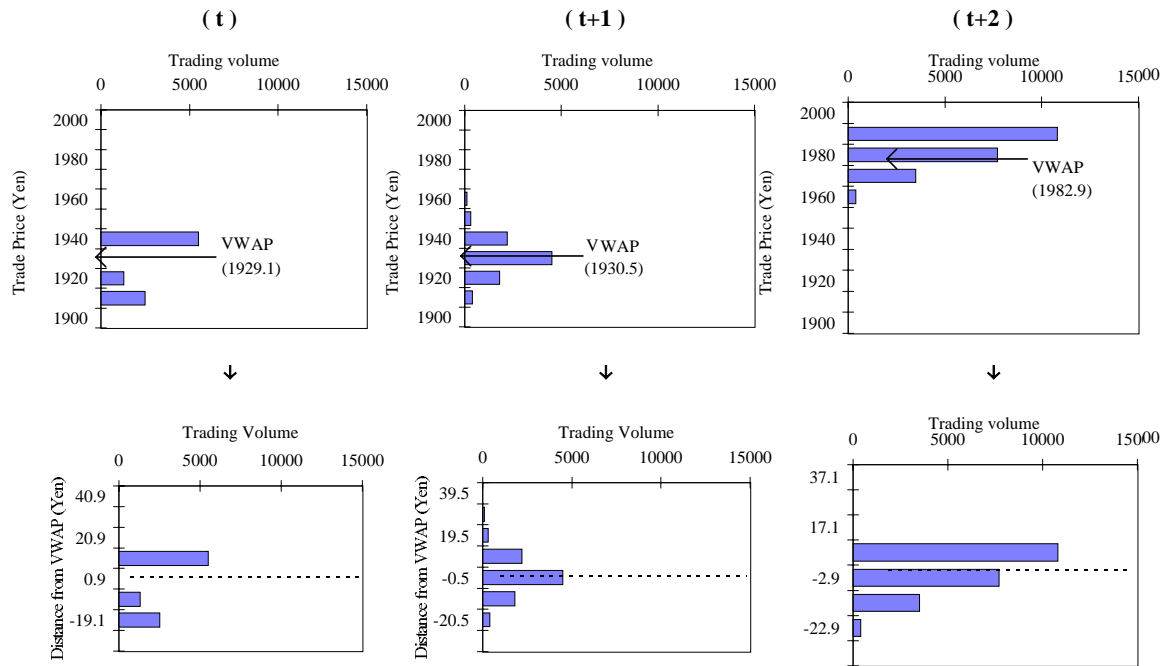 ( t )
( t+1 )
( t+2 )
Trading volume
0 5000 10000 15000
Trade Price (Yen)
2000
1980
1960
1940
1920
1900
VWAP
(1929.1)
Trading volume
0 5000 10000 15000
Trade Price (Yen)
2000
1980
1960
1940
1920
1900
VWAP
(1930.5)
Trading volume
0 5000 10000 15000
Trade Price (Yen)
2000
1980
1960
1940
1920
1900
VWAP
(1982.9)
↓
↓
↓
Trading Volume
0 5000 10000 15000
Distance from VWAP (Yen)
40.9
20.9
0.9
-19.1
Trading Volume
0 5000 10000 15000
Distance from VWAP (Yen)
39.5
19.5
-0.5
-20.5
Trading volume
0 5000 10000 15000
37.1
17.1
-2.9
-22.9